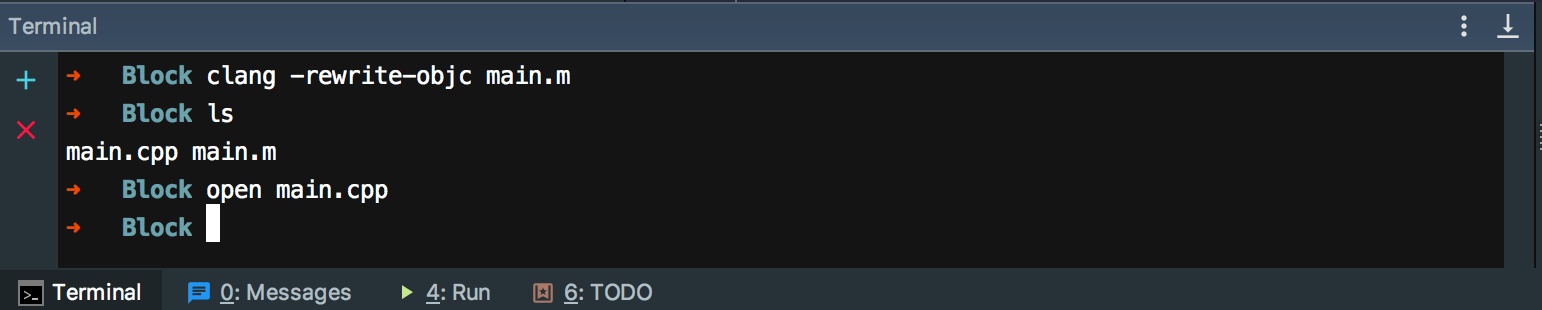 Terminal
➜ Block clang -rewrite-objc main.m
➜ Block ls
main.cpp main.m
➜ Block open main.cpp
➜ Block
Terminal 0: Messages 4: Run 6: TODO